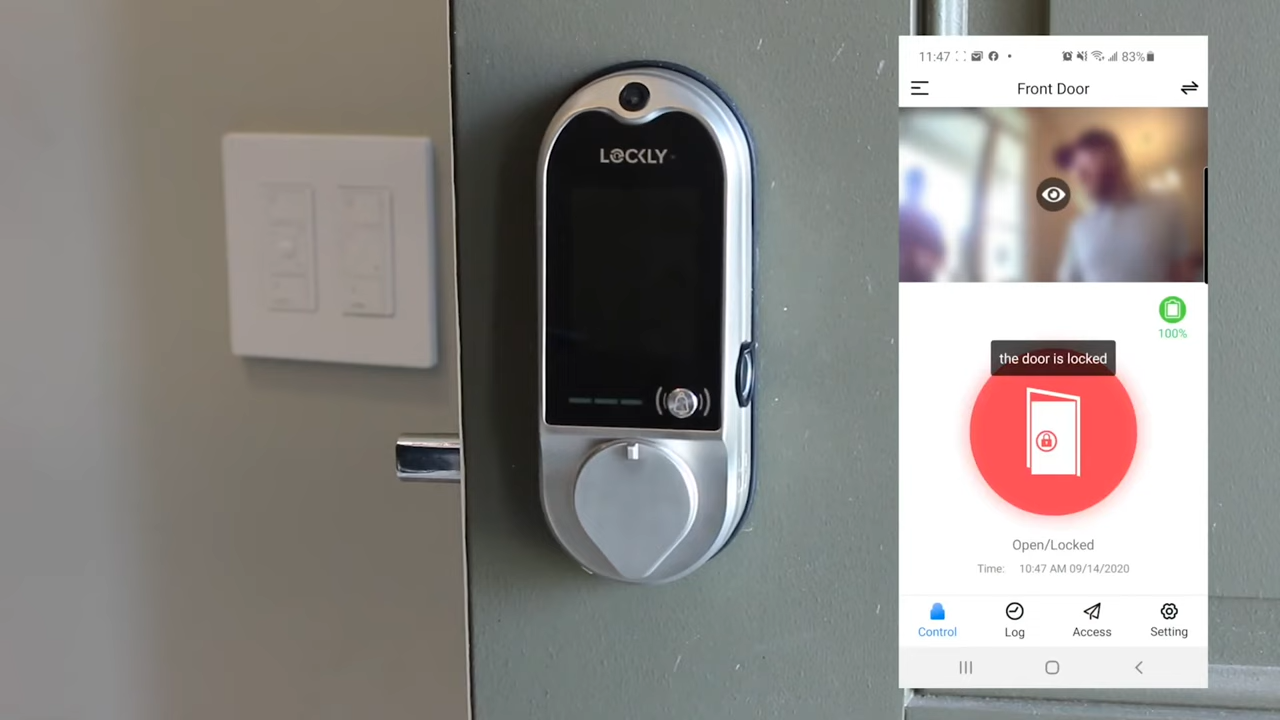 LOCKLY
11:47
83%
Front Door
100%
the door is locked
Open/Locked
Time: 10:47 AM 09/14/2020
Control
Log
Access
Setting